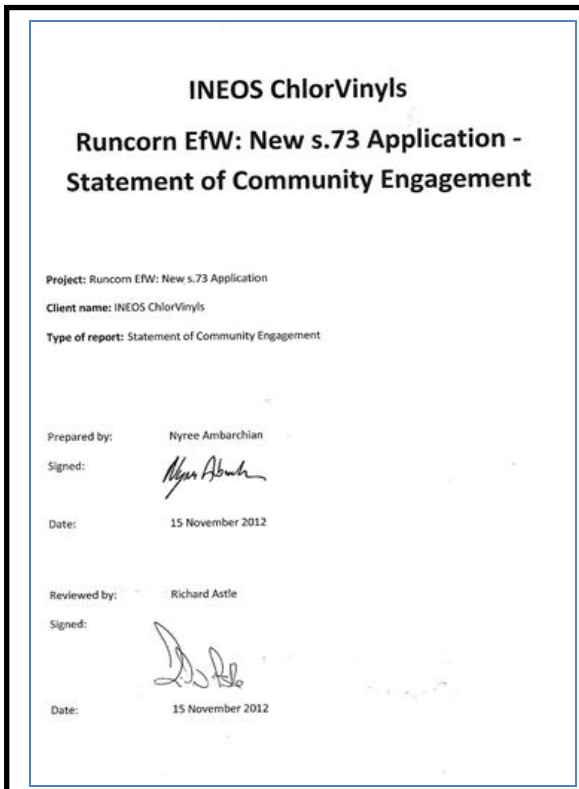 INEOS ChlorVinyls
Runcorn EfW: New s.73 Application -
Statement of Community Engagement
Project: Runcorn EfW: New s.73 Application
Client name: INEOS ChlorVinyls
Type of report: Statement of Community Engagement
Prepared by: Nyree Ambarchian
Signed:
Date: 15 November 2012
Reviewed by: Richard Astle
Signed:
Date: 15 November 2012